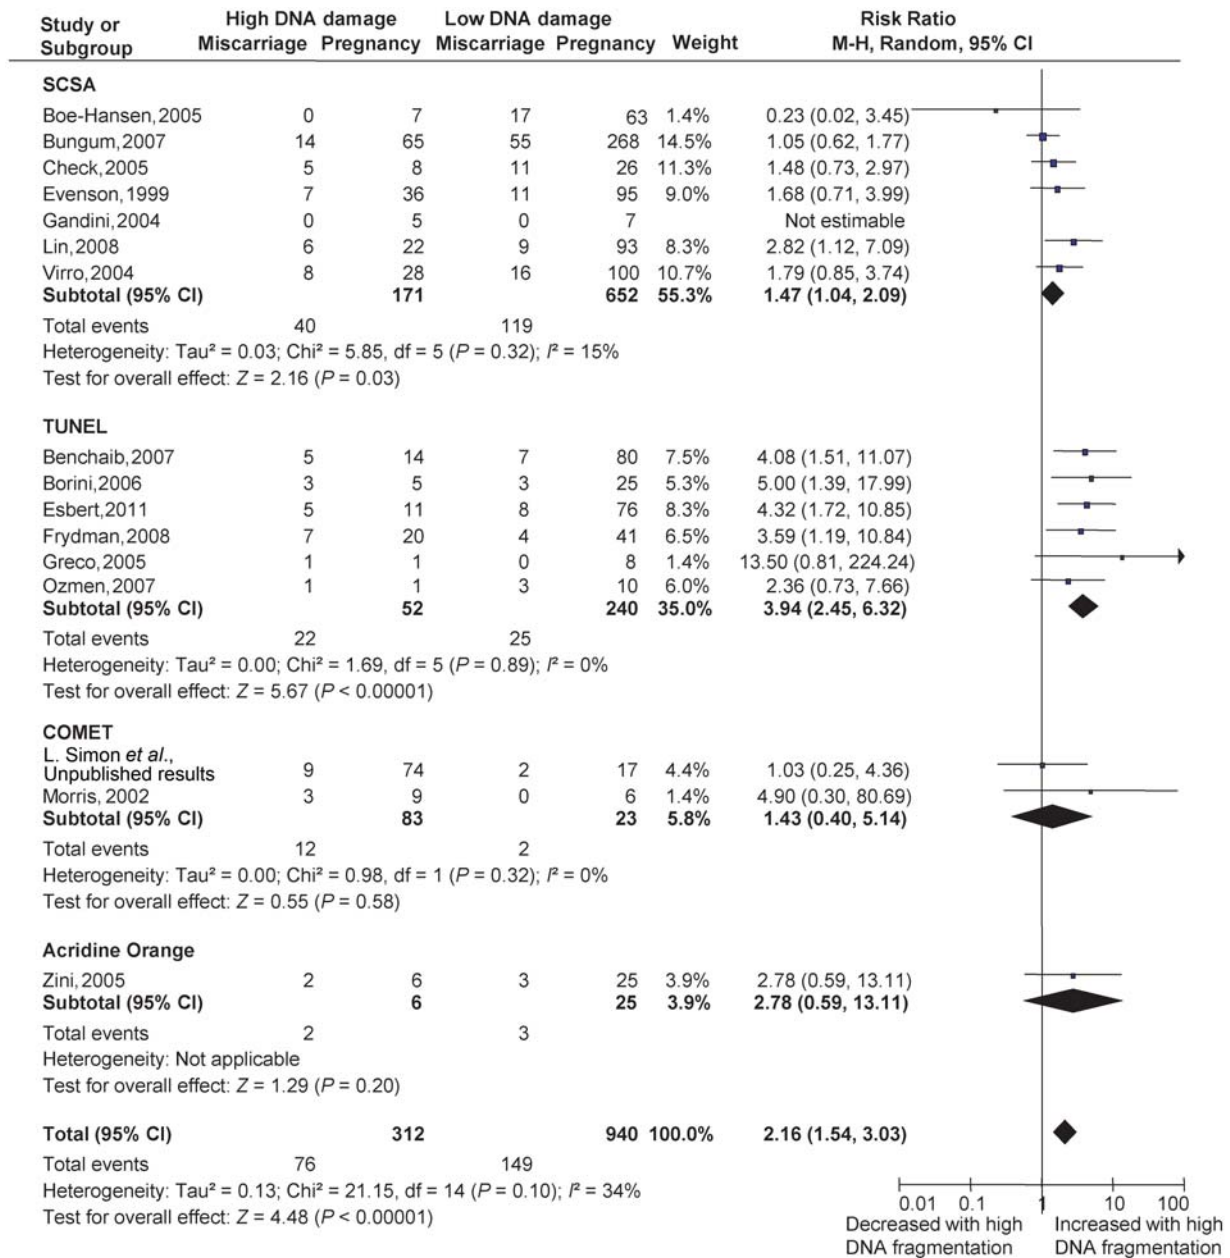 Study or Subgroup High DNA damage Low DNA damage Risk Ratio
Miscarriage Pregnancy Miscarriage Pregnancy Weight M-H, Random, 95% CI
SCSA
Boe-Hansen,2005 0 7 17 63 1.4% 0.23 (0.02, 3.45)
Bungum,2007 14 65 55 268 14.5% 1.05 (0.62, 1.77)
Check,2005 5 8 11 26 11.3% 1.48 (0.73, 2.97)
Evenson,1999 7 36 11 95 9.0% 1.68 (0.71, 3.99)
Gandini,2004 0 5 0 7 Not estimable
Lin,2008 6 22 9 93 8.3% 2.82 (1.12, 7.09)
Virro,2004 8 28 16 100 10.7% 1.79 (0.85, 3.74)
Subtotal (95% CI) 171 652 55.3% 1.47 (1.04, 2.09)
Total events 40 119
Heterogeneity: Tau² = 0.03; Chi² = 5.85, df = 5 (P = 0.32); I² = 15%
Test for overall effect: Z = 2.16 (P = 0.03)
TUNEL
Benchaib,2007 5 14 7 80 7.5% 4.08 (1.51, 11.07)
Borini,2006 3 5 3 25 5.3% 5.00 (1.39, 17.99)
Esbert,2011 5 11 8 76 8.3% 4.32 (1.72, 10.85)
Frydman,2008 7 20 4 41 6.5% 3.59 (1.19, 10.84)
Greco,2005 1 1 0 8 1.4% 13.50 (0.81, 224.24)
Ozmen,2007 1 1 3 10 6.0% 2.36 (0.73, 7.66)
Subtotal (95% CI) 52 240 35.0% 3.94 (2.45, 6.32)
Total events 22 25
Heterogeneity: Tau² = 0.00; Chi² = 1.69, df = 5 (P = 0.89); I² = 0%
Test for overall effect: Z = 5.67 (P < 0.00001)
COMET
L. Simon et al.,
Unpublished results 9 74 2 17 4.4% 1.03 (0.25, 4.36)
Morris, 2002 3 9 0 6 1.4% 4.90 (0.30, 80.69)
Subtotal (95% CI) 83 23 5.8% 1.43 (0.40, 5.14)
Total events 12 2
Heterogeneity: Tau² = 0.00; Chi² = 0.98, df = 1 (P = 0.32); I² = 0%
Test for overall effect: Z = 0.55 (P = 0.58)
Acridine Orange
Zini,2005 2 6 3 25 3.9% 2.78 (0.59, 13.11)
Subtotal (95% CI) 6 25 3.9% 2.78 (0.59, 13.11)
Total events 2 3
Heterogeneity: Not applicable
Test for overall effect: Z = 1.29 (P = 0.20)
Total (95% CI) 312 940 100.0% 2.16 (1.54, 3.03)
Total events 76 149
Heterogeneity: Tau² = 0.13; Chi² = 21.15, df = 14 (P = 0.10); I² = 34%
Test for overall effect: Z = 4.48 (P < 0.00001)
0.01 0.1 1 10 100
Decreased with high Increased with high
DNA fragmentation DNA fragmentation